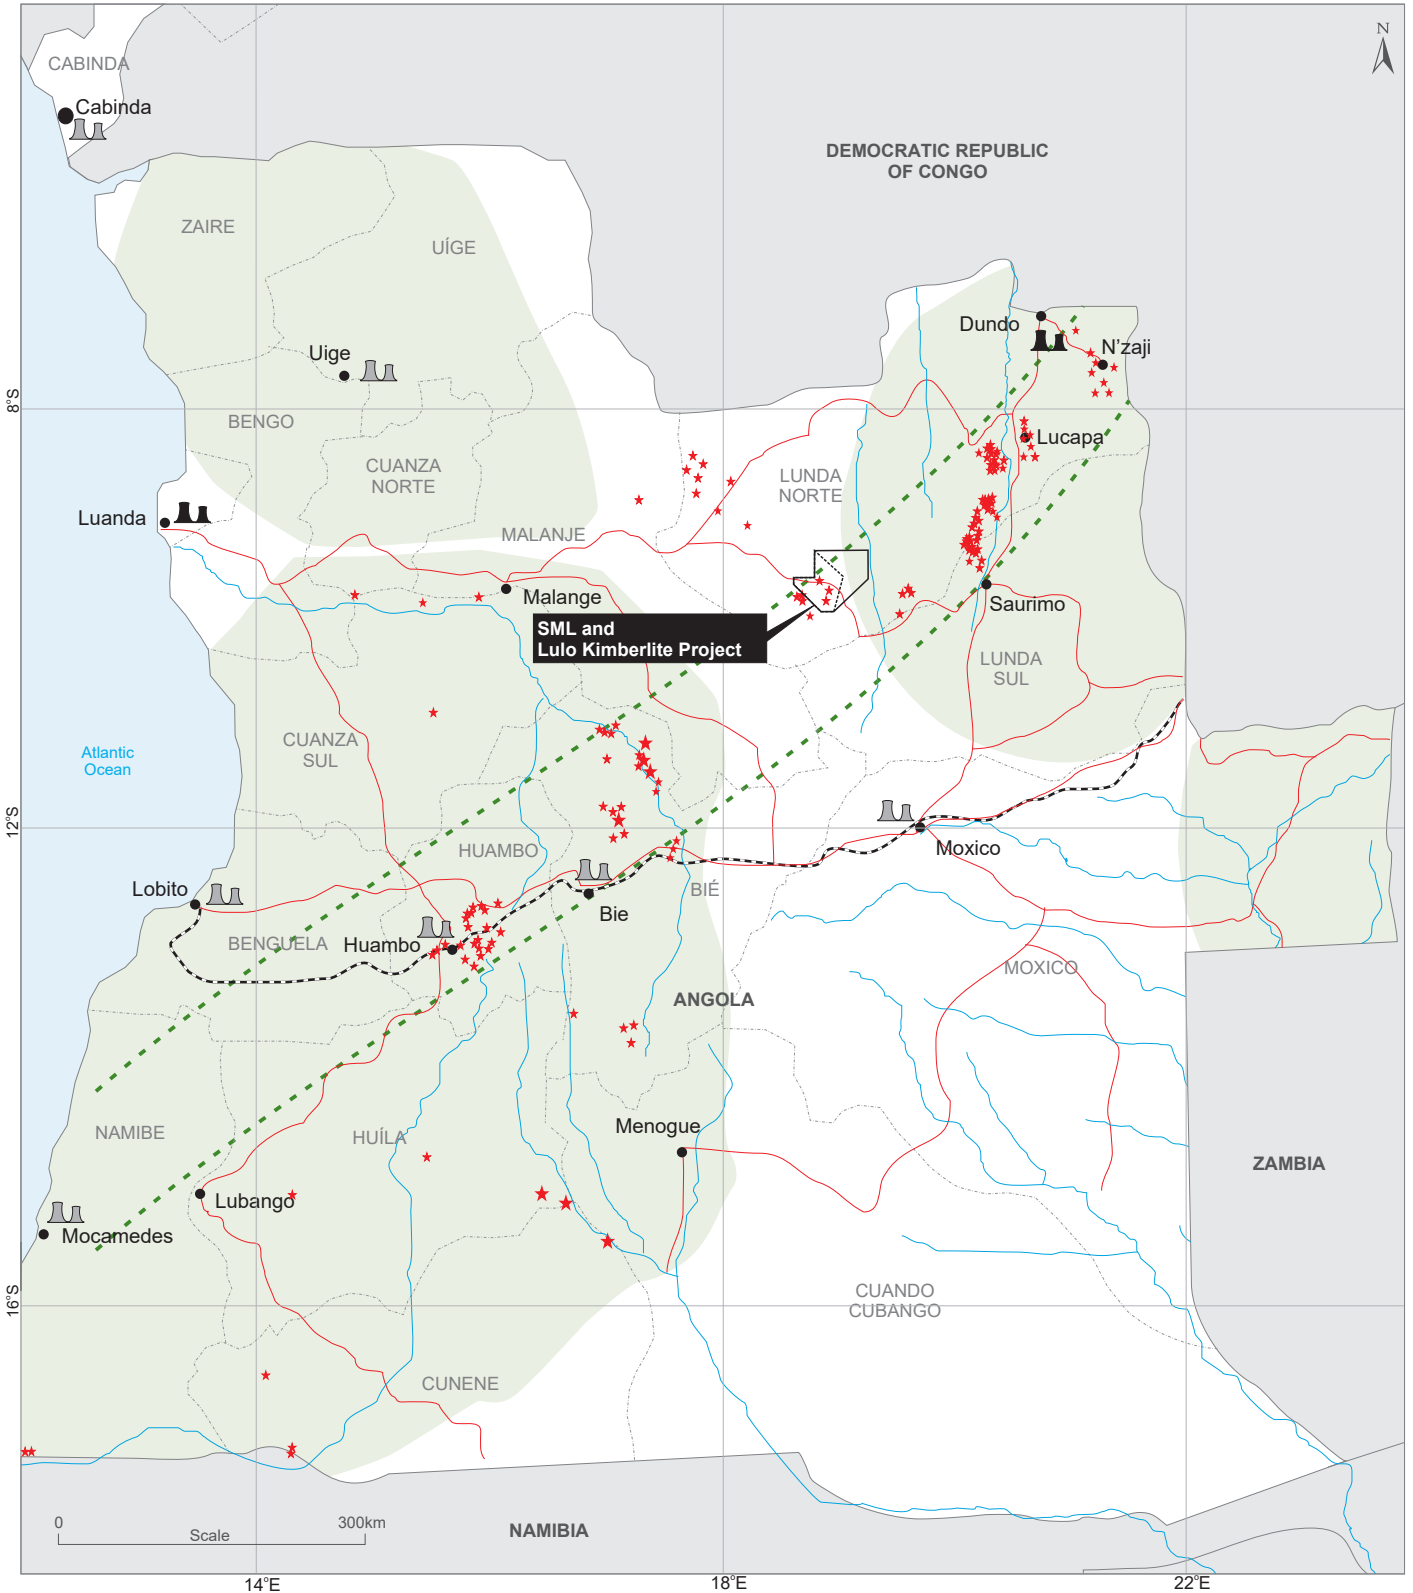 N
CABINDA
Cabinda
DEMOCRATIC REPUBLIC
OF CONGO
ZAIRE
UÍGE
Dundo
N'zaji
Uige
8°S
BENGO
Lucapa
CUANZA
NORTE
LUNDA
NORTE
Luanda
MALANJE
Malange
Saurimo
SML and
Lulo Kimberlite Project
LUNDA
SUL
CUANZA
SUL
Atlantic
Ocean
12°S
HUAMBO
Moxico
Lobito
BIÉ
Bie
BENGUELA
Huambo
MOXICO
ANGOLA
NAMIBE
HUÍLA
Menogue
ZAMBIA
Lubango
Mocamedes
16°S
CUANDO
CUBANGO
CUNENE
0
300km
Scale
NAMIBIA
14°E
18°E
22°E